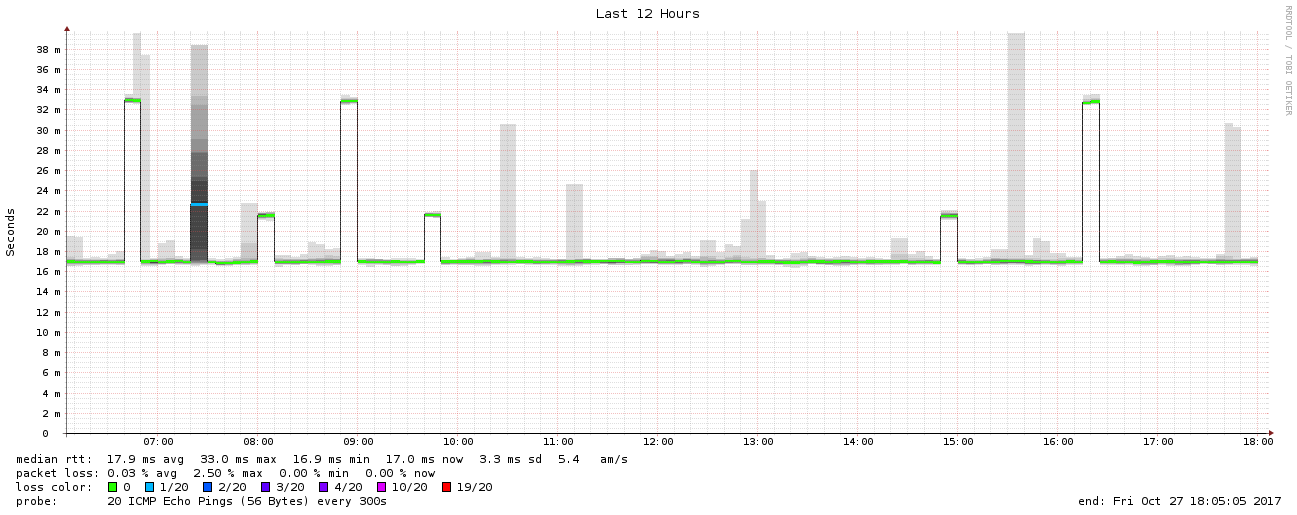 Last 12 Hours
RRDTOOL / TOBI OETIKER
Seconds
38 m
36 m
34 m
32 m
30 m
28 m
26 m
24 m
22 m
20 m
18 m
16 m
14 m
12 m
10 m
8 m
6 m
4 m
2 m
0
07:00 08:00 09:00 10:00 11:00 12:00 13:00 14:00 15:00 16:00 17:00 18:00
median rtt: 17.9 ms avg 33.0 ms max 16.9 ms min 17.0 ms now 3.3 ms sd 5.4 am/s
packet loss: 0.03 % avg 2.50 % max 0.00 % min 0.00 % now
loss color: 0 1/20 2/20 3/20 4/20 10/20 19/20
probe: 20 ICMP Echo Pings (56 Bytes) every 300s end: Fri Oct 27 18:05:05 2017